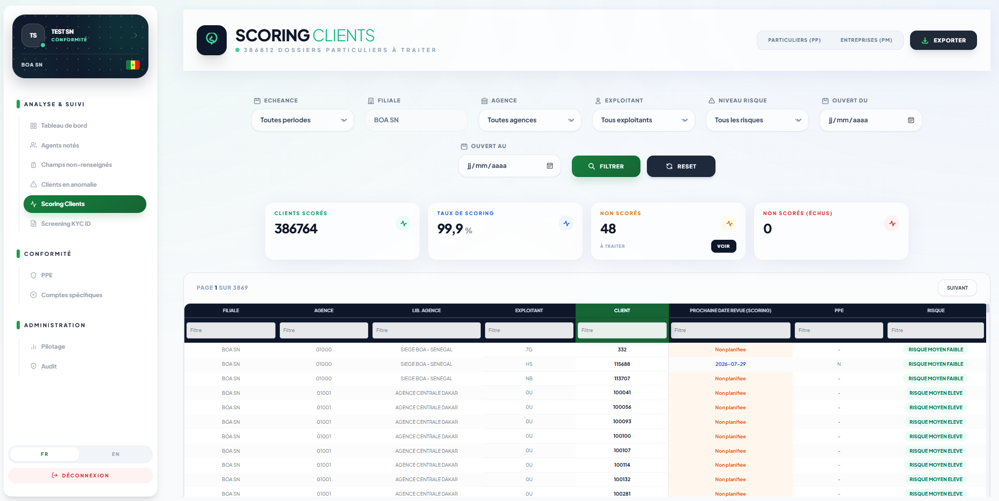 TS
TEST SN
CONFORMITÉ
BOA SN
ANALYSE & SUIVI
Tableau de bord
Agents notés
Champs non-renseignés
Clients en anomalie
Scoring Clients
Screening KYC ID
CONFORMITÉ
PPE
Comptes spécifiques
ADMINISTRATION
Pilotage
Audit
FR EN
DÉCONNEXION
SCORING CLIENTS
386812 DOSSIERS PARTICULIERS À TRAITER
PARTICULIERS (PP) ENTREPRISES (PM) EXPORTER
ECHEANCE FILIALE AGENCE EXPLOITANT NIVEAU RISQUE OUVERT DU
Toutes periodes BOA SN Toutes agences Tous exploitants Tous les risques jj/mm/aaaa
OUVERT AU
jj/mm/aaaa FILTRER RESET
CLIENTS SCORÉS TAUX DE SCORING NON SCORÉS NON SCORÉS (ÉCHUS)
386764 99,9 % 48 0
À TRAITER VOIR
PAGE 1 SUR 3869 SUIVANT
FILIALE AGENCE LIB. AGENCE EXPLOITANT CLIENT PROCHAINE DATE REVUE (SCORING) PPE RISQUE
Filtre Filtre Filtre Filtre Filtre Filtre Filtre Filtre
BOA SN 01000 SIEGE BOA - SENEGAL 7G 332 Non planifiee - RISQUE MOYEN FAIBLE
BOA SN 01000 SIEGE BOA - SENEGAL HS 115688 2026-07-29 N RISQUE MOYEN FAIBLE
BOA SN 01000 SIEGE BOA - SENEGAL NB 113707 Non planifiee - RISQUE MOYEN FAIBLE
BOA SN 01001 AGENCE CENTRALE DAKAR 0U 100041 Non planifiee - RISQUE MOYEN ELEVE
BOA SN 01001 AGENCE CENTRALE DAKAR 0U 100056 Non planifiee - RISQUE MOYEN ELEVE
BOA SN 01001 AGENCE CENTRALE DAKAR 0U 100093 Non planifiee - RISQUE MOYEN ELEVE
BOA SN 01001 AGENCE CENTRALE DAKAR 0U 100100 Non planifiee - RISQUE MOYEN ELEVE
BOA SN 01001 AGENCE CENTRALE DAKAR 0U 100107 Non planifiee - RISQUE MOYEN ELEVE
BOA SN 01001 AGENCE CENTRALE DAKAR 0U 100114 Non planifiee - RISQUE MOYEN ELEVE
BOA SN 01001 AGENCE CENTRALE DAKAR 0U 100132 Non planifiee - RISQUE MOYEN ELEVE
BOA SN 01001 AGENCE CENTRALE DAKAR 0U 100281 Non planifiee - RISQUE MOYEN ELEVE